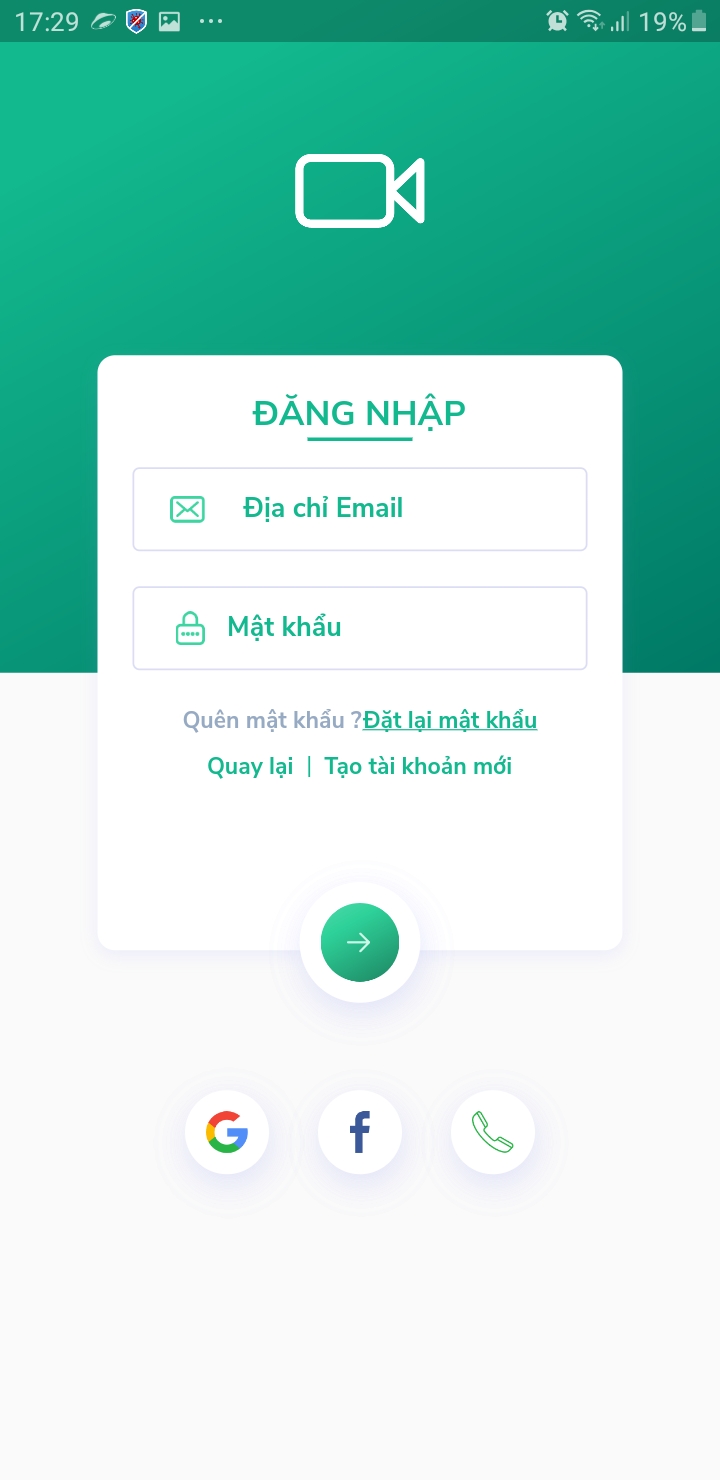 17:29 19%
ĐĂNG NHẬP
Địa chỉ Email
Mật khẩu
Quên mật khẩu ?Đặt lại mật khẩu
Quay lại | Tạo tài khoản mới